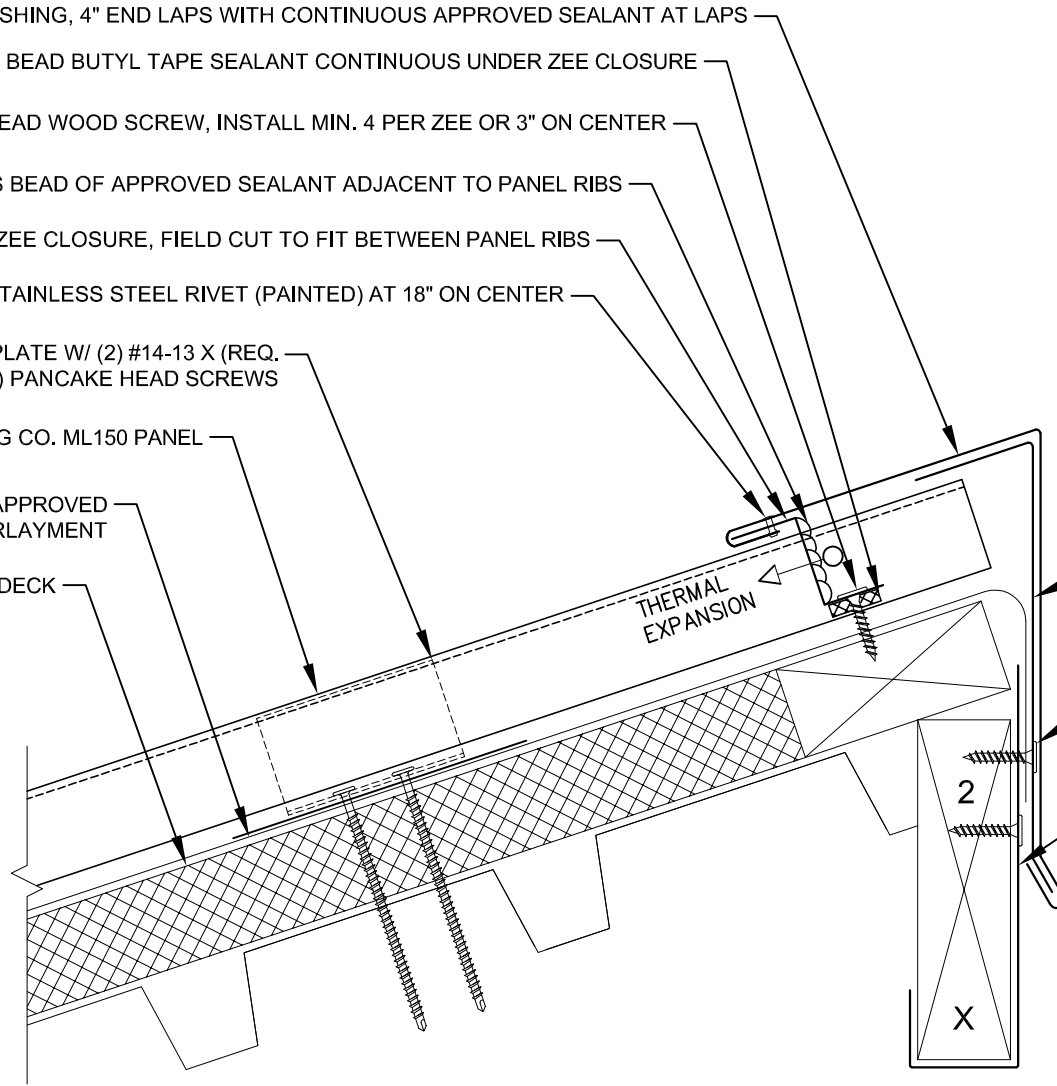 SHING, 4" END LAPS WITH CONTINUOUS APPROVED SEALANT AT LAPS
BEAD BUTYL TAPE SEALANT CONTINUOUS UNDER ZEE CLOSURE
EAD WOOD SCREW, INSTALL MIN. 4 PER ZEE OR 3" ON CENTER
S BEAD OF APPROVED SEALANT ADJACENT TO PANEL RIBS
ZEE CLOSURE, FIELD CUT TO FIT BETWEEN PANEL RIBS
TAINLESS STEEL RIVET (PAINTED) AT 18" ON CENTER
PLATE W/ (2) #14-13 X (REQ.
) PANCAKE HEAD SCREWS
G CO. ML150 PANEL
APPROVED
RLAYMENT
DECK
THERMAL
EXPANSION
2
X